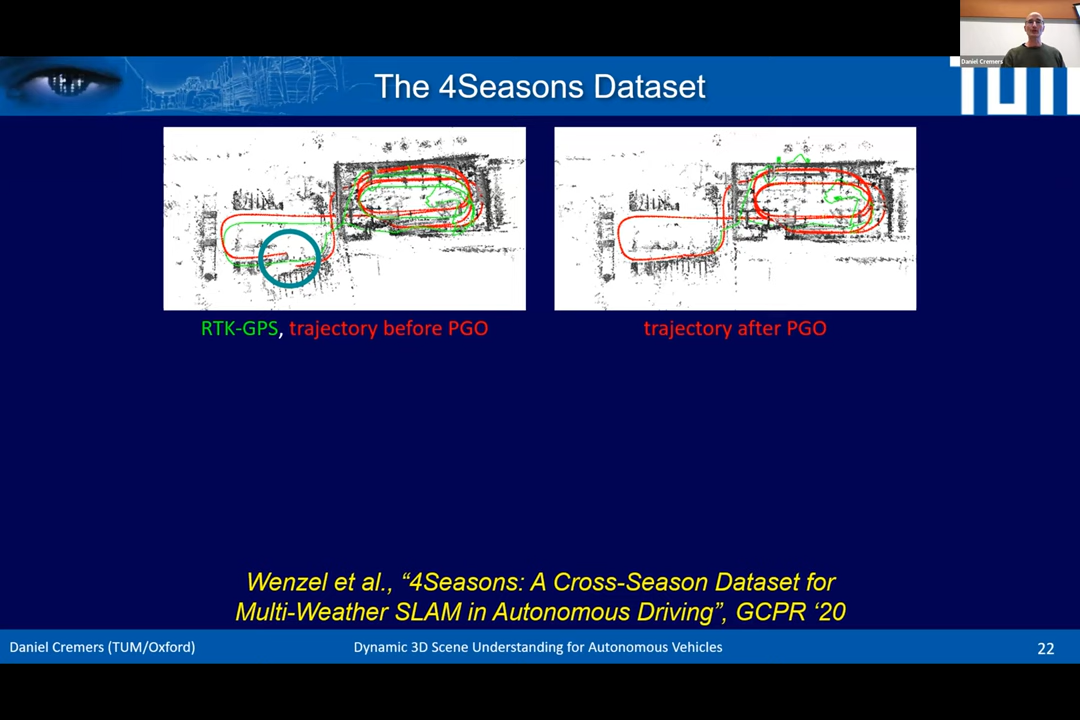 Daniel Cremers
The 4Seasons Dataset
TUM
RTK-GPS, trajectory before PGO
trajectory after PGO
Wenzel et al., “4Seasons: A Cross-Season Dataset for
Multi-Weather SLAM in Autonomous Driving”, GCPR ‘20
Daniel Cremers (TUM/Oxford)
Dynamic 3D Scene Understanding for Autonomous Vehicles
22